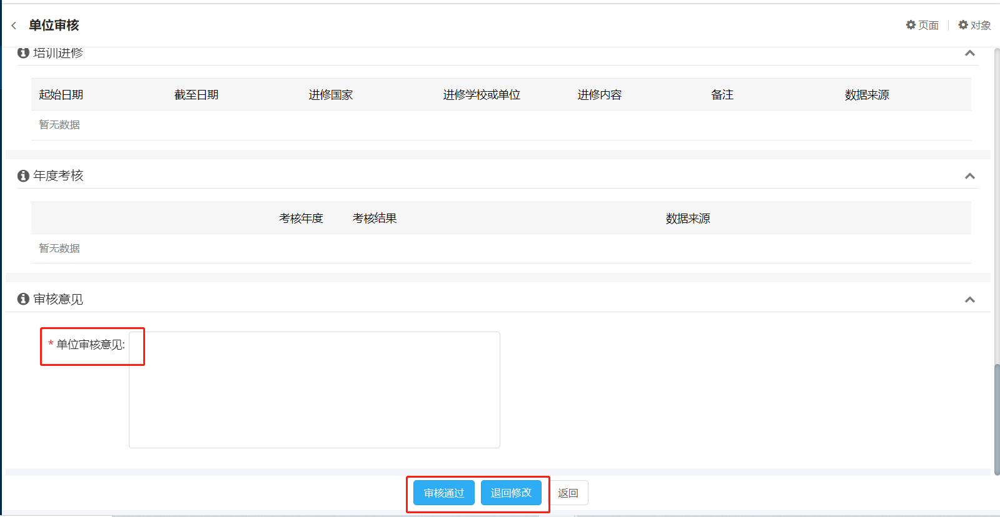 单位审核
页面
对象
培训进修
起始日期 截至日期 进修国家 进修学校或单位 进修内容 备注 数据来源
暂无数据
年度考核
考核年度 考核结果 数据来源
暂无数据
审核意见
* 单位审核意见:
审核通过 退回修改 返回